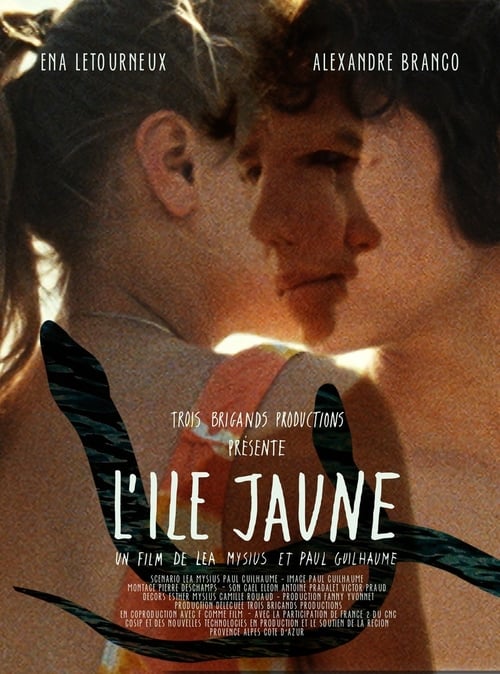 ENA LETOURNEUX ALEXANDRE BRANCO
TROIS BRIGANDS PRODUCTIONS
PRÉSENTE
L'ILE JAUNE
UN FILM DE LEA MYSIUS ET PAUL GUILHAUME
SCENARIO LEA MYSIUS PAUL GUILHAUME - IMAGE PAUL GUILHAUME
MONTAGE PIERRE DESCHAMPS - SON GAEL ELEON ANTOINE PRADALET VICTOR PRAUD
DECORS ESTHER MYSIUS CAMILLE ROUAUD - PRODUCTION FANNY YVONNET
PRODUCTION DELEGUEE TROIS BRIGANDS PRODUCTIONS
EN COPRODUCTION AVEC F COMME FILM - AVEC LA PARTICIPATION DE FRANCE 2 DU CNC
COSIP ET DES NOUVELLES TECHNOLOGIES EN PRODUCTION ET LE SOUTIEN DE LA REGION
PROVENCE ALPES COTE D'AZUR